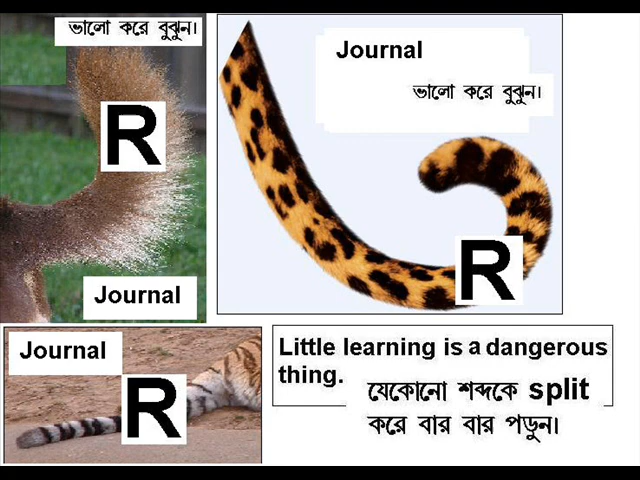 ভালো করে বুঝুন।
R
Journal
Journal
ভালো করে বুঝুন।
R
Journal
R
Little learning is a dangerous
thing.
যেকোনো শব্দকে split
করে বার বার পড়ুন।